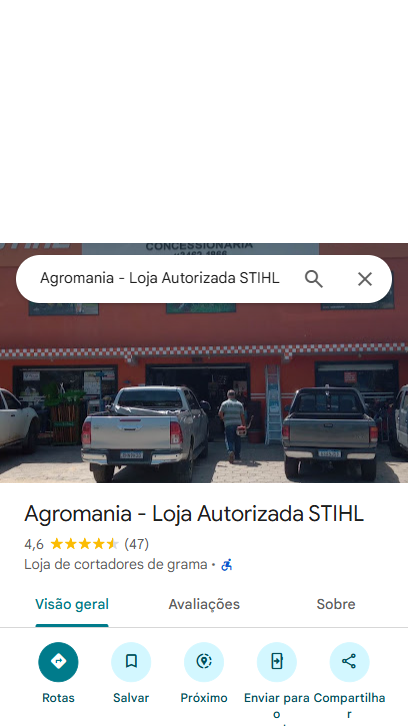 CONCESSIONÁRIA
Agromania - Loja Autorizada STIHL
Agromania - Loja Autorizada STIHL
4,6 (47)
Loja de cortadores de grama ·
Visão geral Avaliações Sobre
Rotas Salvar Próximo Enviar para o Compartilhar